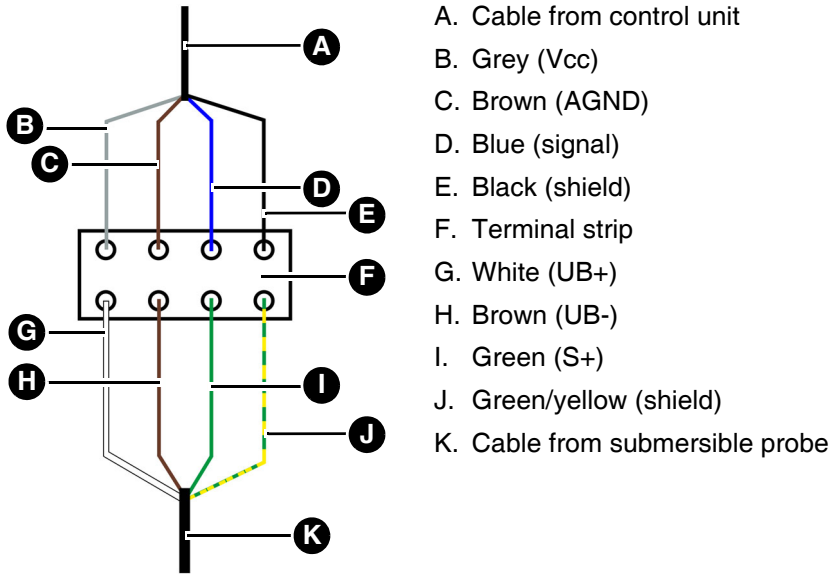 A
B
C
D
E
F
G
H
I
J
K
A. Cable from control unit
B. Grey (Vcc)
C. Brown (AGND)
D. Blue (signal)
E. Black (shield)
F. Terminal strip
G. White (UB+)
H. Brown (UB-)
I. Green (S+)
J. Green/yellow (shield)
K. Cable from submersible probe